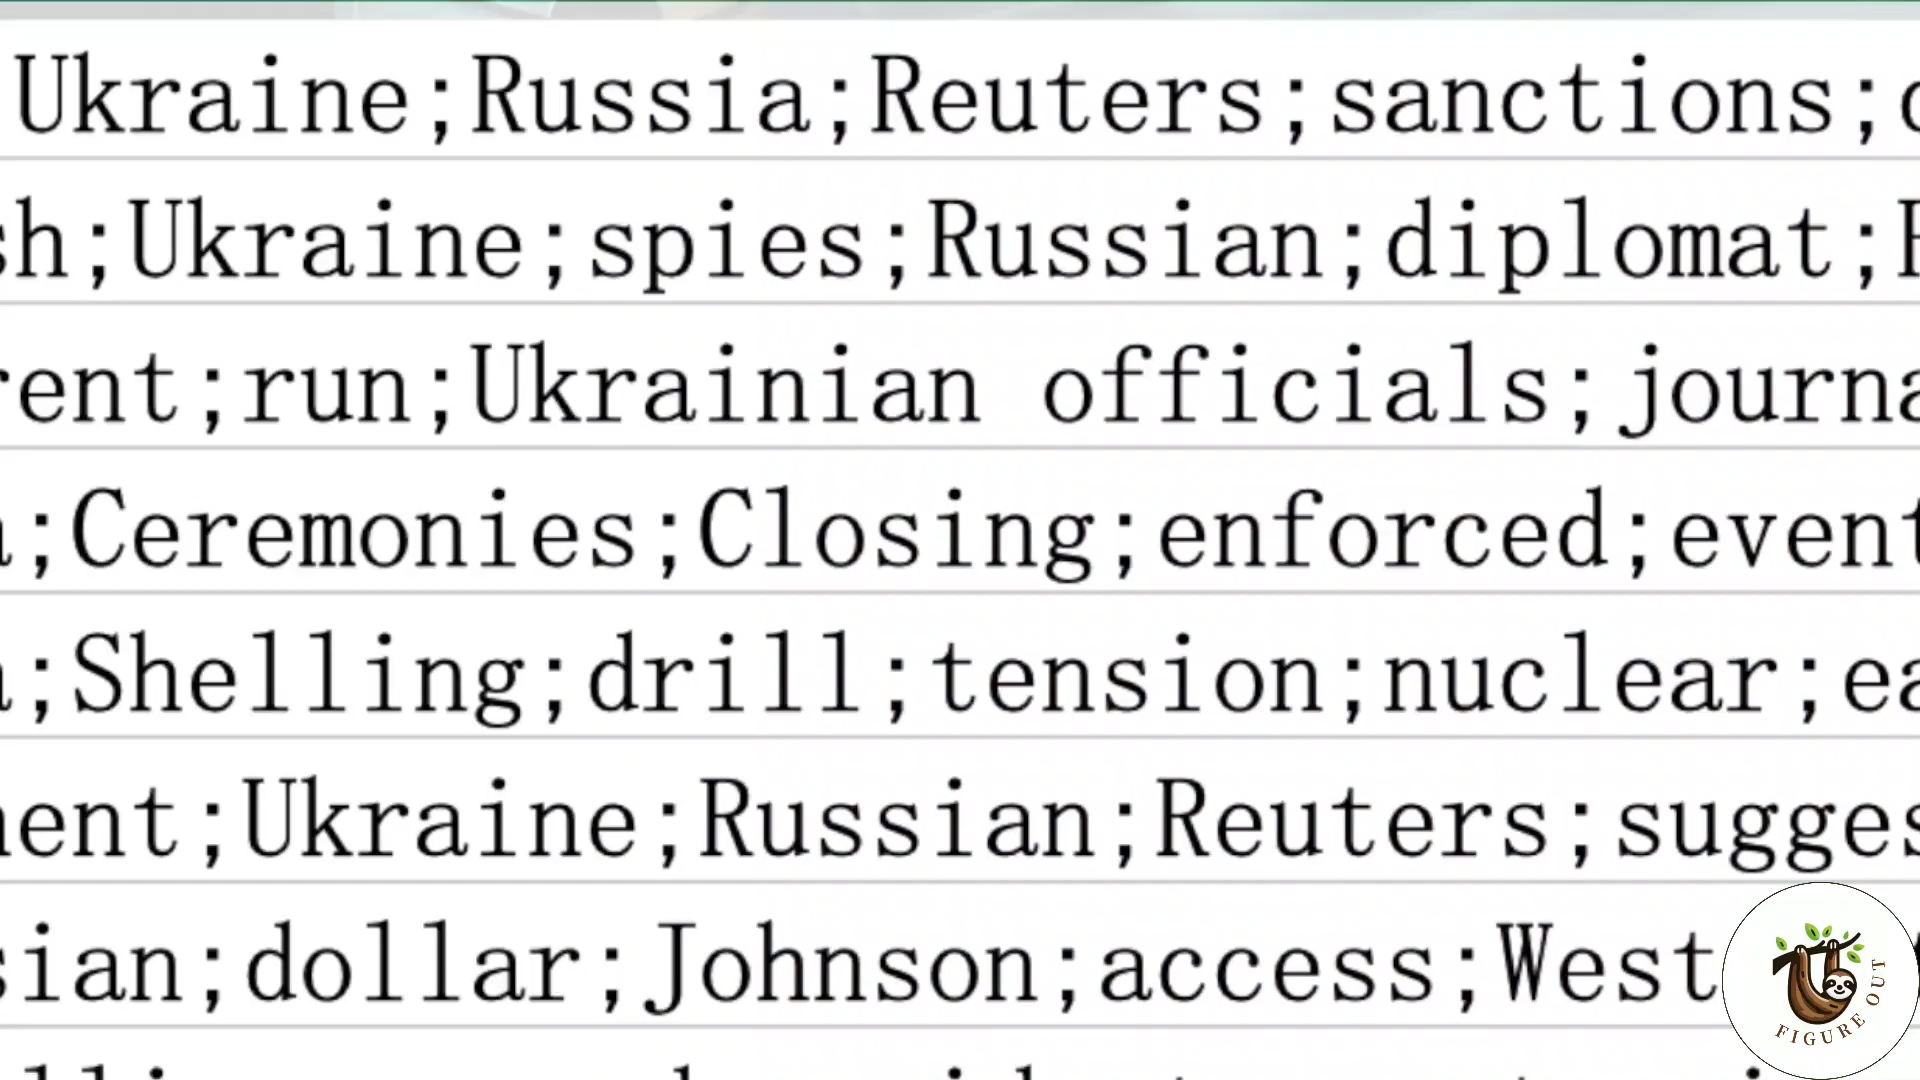 Ukraine;Russia;Reuters;sanctions;
;Ukraine;spies;Russian;diplomat;
;run;Ukrainian officials;
;Ceremonies;Closing;enforced;
;Shelling;drill;tension;nuclear;
;Ukraine;Russian;Reuters;
;dollar;Johnson;access;West
FIGURE OUT